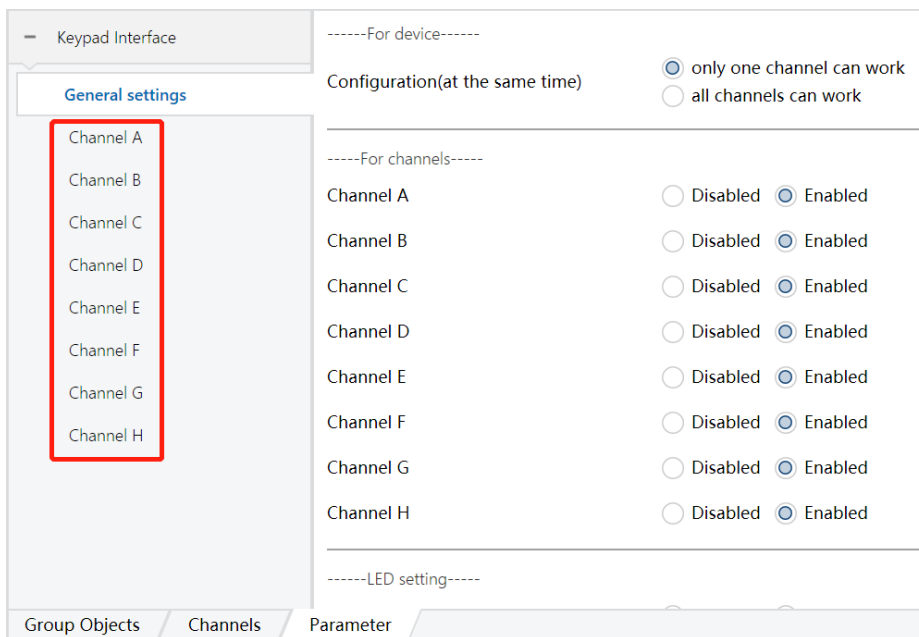 Keypad Interface
General settings
Channel A
Channel B
Channel C
Channel D
Channel E
Channel F
Channel G
Channel H
------For device------
Configuration(at the same time)
only one channel can work
all channels can work
-----For channels-----
Channel A Disabled Enabled
Channel B Disabled Enabled
Channel C Disabled Enabled
Channel D Disabled Enabled
Channel E Disabled Enabled
Channel F Disabled Enabled
Channel G Disabled Enabled
Channel H Disabled Enabled
------LED setting-----
Group Objects Channels Parameter